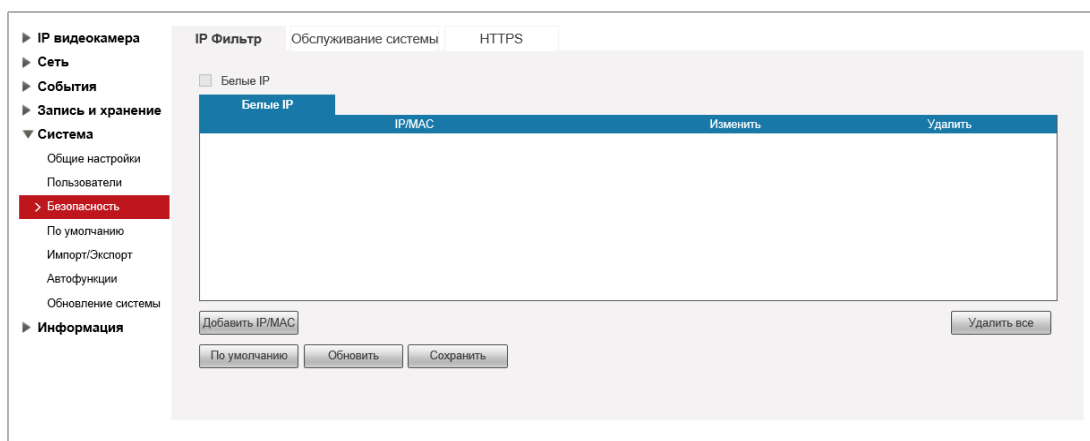 IP видеокамера
Сеть
События
Запись и хранение
Система
Общие настройки
Пользователи
Безопасность
По умолчанию
Импорт/Экспорт
Автофункции
Обновление системы
Информация
IP Фильтр Обслуживание системы HTTPS
Белые IP
Белые IP
IP/MAC Изменить Удалить
Добавить IP/MAC Удалить все
По умолчанию Обновить Сохранить